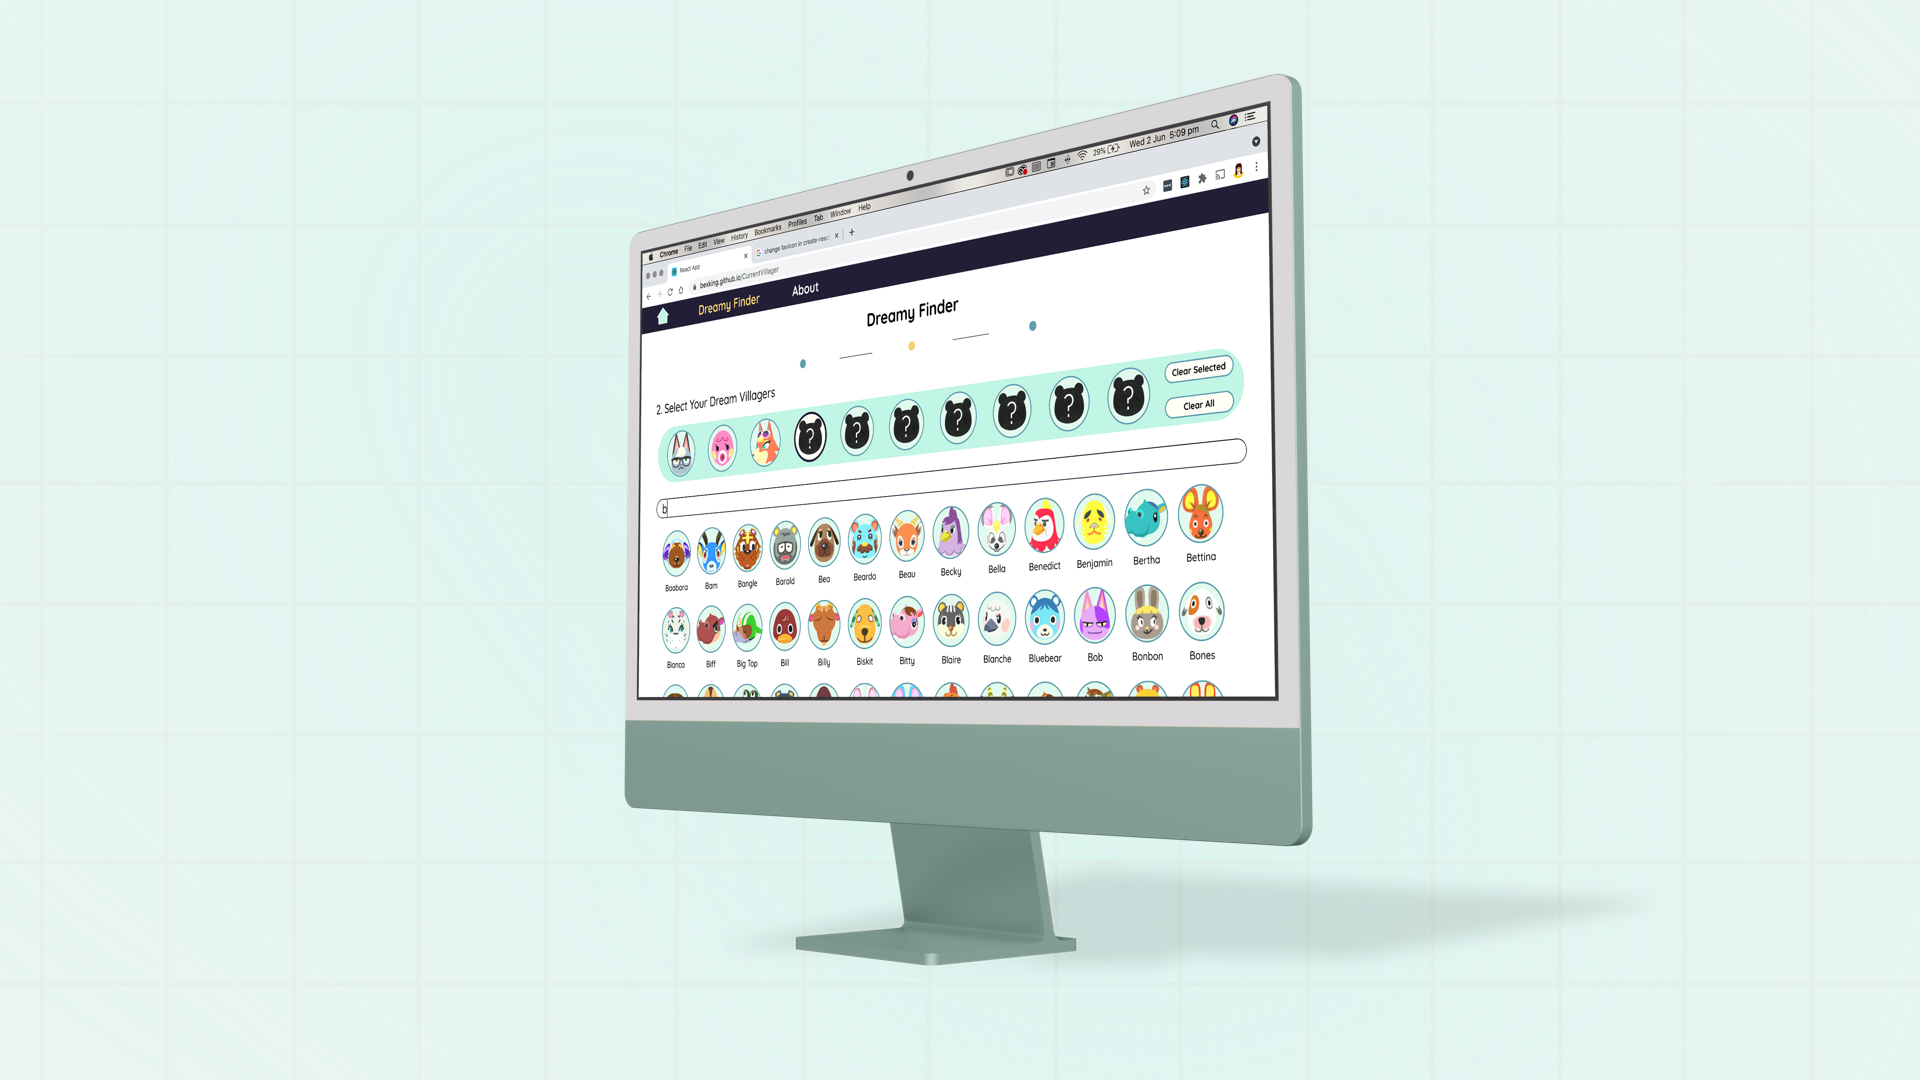 Chrome File Edit View History Bookmarks Profiles Tab Window Help 29% Wed 2 Jun 5:09 pm
React App change favicon in create-reac
bexking.github.io/CurrentVillager
Dreamy Finder About
Dreamy Finder
2. Select Your Dream Villagers
? ? ? ? ? ? ?
Clear Selected
Clear All
b
Baabara Bam Bangle Barold Bea Beardo Beau Becky Bella Benedict Benjamin Bertha Bettina
Bianca Biff Big Top Bill Billy Biskit Bitty Blaire Blanche Bluebear Bob Bonbon Bones